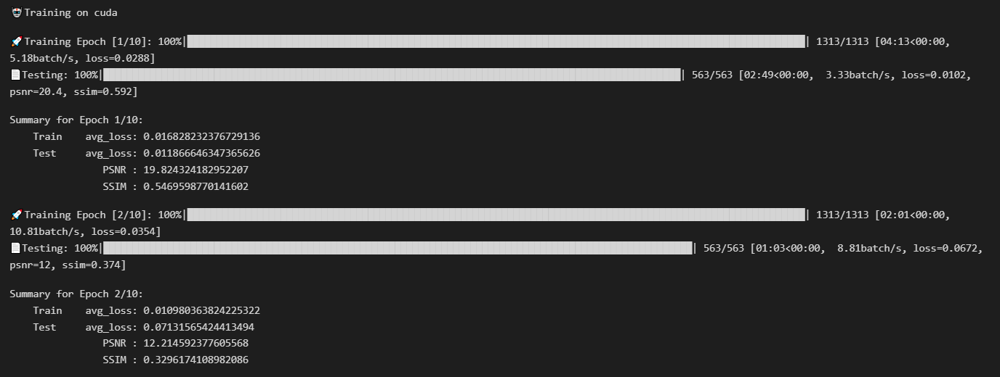 🤖Training on cuda
🚀Training Epoch [1/10]: 100%|██████████| 1313/1313 [04:13<00:00,
5.18batch/s, loss=0.0288]
📄Testing: 100%|██████████| 563/563 [02:49<00:00,  3.33batch/s, loss=0.0102,
psnr=20.4, ssim=0.592]
Summary for Epoch 1/10:
    Train    avg_loss: 0.016828232376729136
    Test     avg_loss: 0.011866646347365626
                PSNR : 19.824324182952207
                SSIM : 0.5469598770141602
🚀Training Epoch [2/10]: 100%|██████████| 1313/1313 [02:01<00:00,
10.81batch/s, loss=0.0354]
📄Testing: 100%|██████████| 563/563 [01:03<00:00,  8.81batch/s, loss=0.0672,
psnr=12, ssim=0.374]
Summary for Epoch 2/10:
    Train    avg_loss: 0.010980363824225322
    Test     avg_loss: 0.07131565424413494
                PSNR : 12.214592377605568
                SSIM : 0.3296174108982086